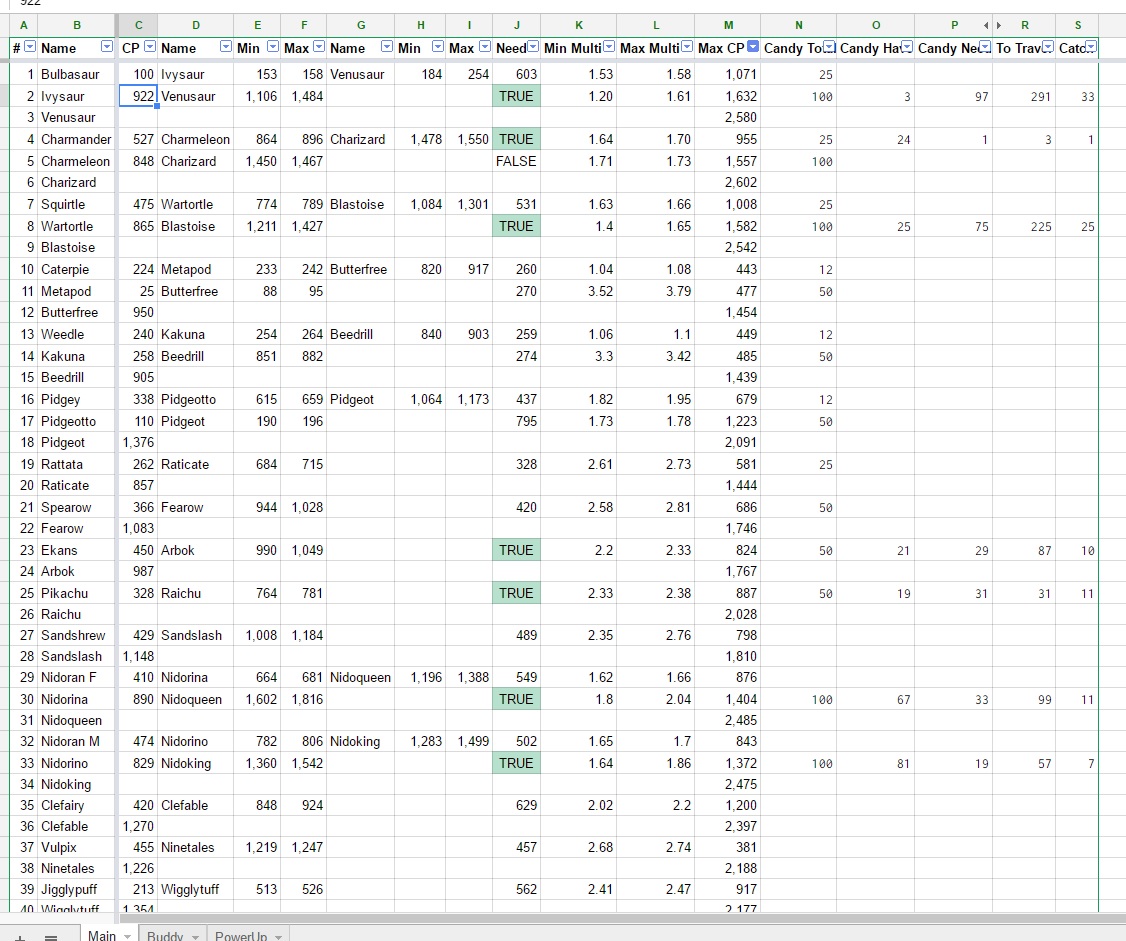 922
A B C D E F G H I J K L M N O P R S
# Name CP Name Min Max Name Min Max Need Min Multi Max Multi Max CP Candy Candy Candy To
1 Bulbasaur 100 Ivysaur 153 158 Venusaur 184 254 603 1.53 1.58 1,071 25
2 Ivysaur 922 Venusaur 1,106 1,484 TRUE 1.20 1.61 1,632 100 3 97 291 33
3 Venusaur 2,580
4 Charmander 527 Charmeleon 864 896 Charizard 1,478 1,550 TRUE 1.64 1.70 955 25 24 1 3 1
5 Charmeleon 848 Charizard 1,450 1,467 FALSE 1.71 1.73 1,557 100
6 Charizard 2,602
7 Squirtle 475 Wartortle 774 789 Blastoise 1,084 1,301 531 1.63 1.66 1,008 25
8 Wartortle 865 Blastoise 1,211 1,427 TRUE 1.4 1.65 1,582 100 25 75 225 25
9 Blastoise 2,542
10 Caterpie 224 Metapod 233 242 Butterfree 820 917 260 1.04 1.08 443 12
11 Metapod 25 Butterfree 88 95 270 3.52 3.79 477 50
12 Butterfree 950 1,454
13 Weedle 240 Kakuna 254 264 Beedrill 840 903 259 1.06 1.1 449 12
14 Kakuna 258 Beedrill 851 882 274 3.3 3.42 485 50
15 Beedrill 905 1,439
16 Pidgey 338 Pidgeotto 615 659 Pidgeot 1,064 1,173 437 1.82 1.95 679 12
17 Pidgeotto 110 Pidgeot 190 196 795 1.73 1.78 1,223 50
18 Pidgeot 1,376 2,091
19 Rattata 262 Raticate 684 715 328 2.61 2.73 581 25
20 Raticate 857 1,444
21 Spearow 366 Fearow 944 1,028 420 2.58 2.81 686 50
22 Fearow 1,083 1,746
23 Ekans 450 Arbok 990 1,049 TRUE 2.2 2.33 824 50 21 29 87 10
24 Arbok 987 1,767
25 Pikachu 328 Raichu 764 781 TRUE 2.33 2.38 887 50 19 31 31 11
26 Raichu 2,028
27 Sandshrew 429 Sandslash 1,008 1,184 489 2.35 2.76 798
28 Sandslash 1,148 1,810
29 Nidoran F 410 Nidorina 664 681 Nidoqueen 1,196 1,388 549 1.62 1.66 876
30 Nidorina 890 Nidoqueen 1,602 1,816 TRUE 1.8 2.04 1,404 100 67 33 99 11
31 Nidoqueen 2,485
32 Nidoran M 474 Nidorino 782 806 Nidoking 1,283 1,499 502 1.65 1.7 843
33 Nidorino 829 Nidoking 1,360 1,542 TRUE 1.64 1.86 1,372 100 81 19 57 7
34 Nidoking 2,475
35 Clefairy 420 Clefable 848 924 629 2.02 2.2 1,200
36 Clefable 1,270 2,397
37 Vulpix 455 Ninetales 1,219 1,247 457 2.68 2.74 381
38 Ninetales 1,226 2,188
39 Jigglypuff 213 Wigglytuff 513 526 562 2.41 2.47 917
40 Wigglytuff 1,354 2,177
Main Buddy PowerUp